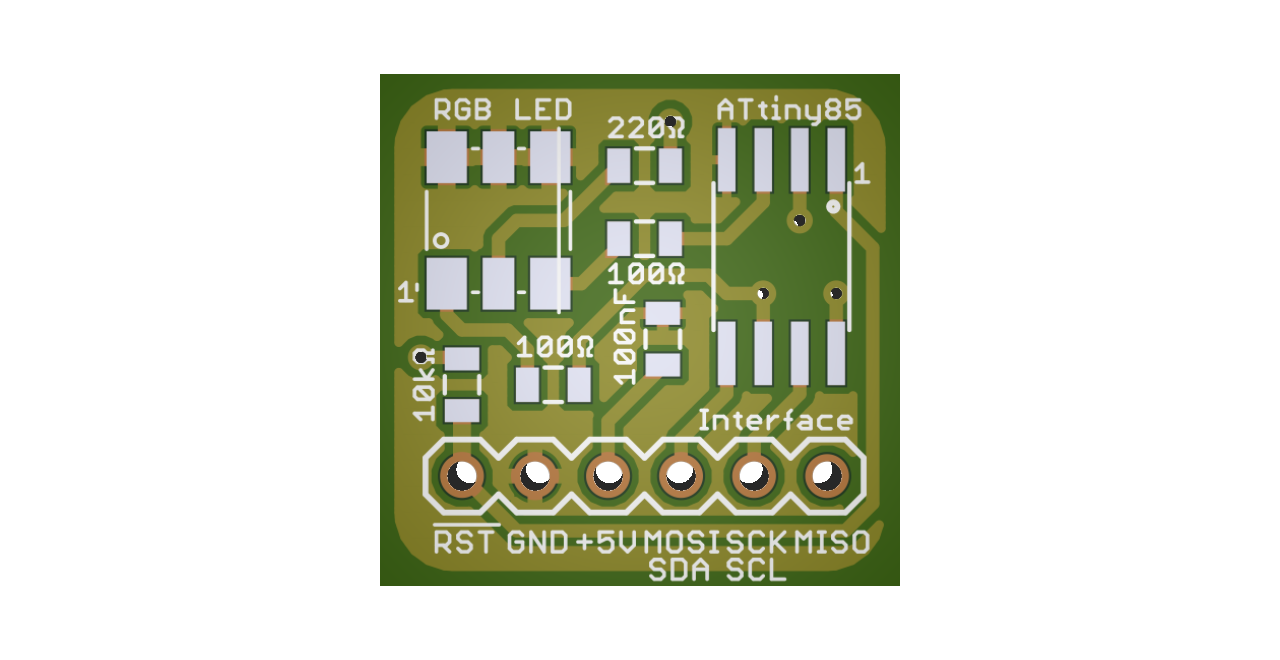 RGB LED
220Ω
ATtiny85
1
100Ω
1'
100nF
100Ω
10kΩ
Interface
RST GND +5V MOSI SCK MISO
SDA SCL